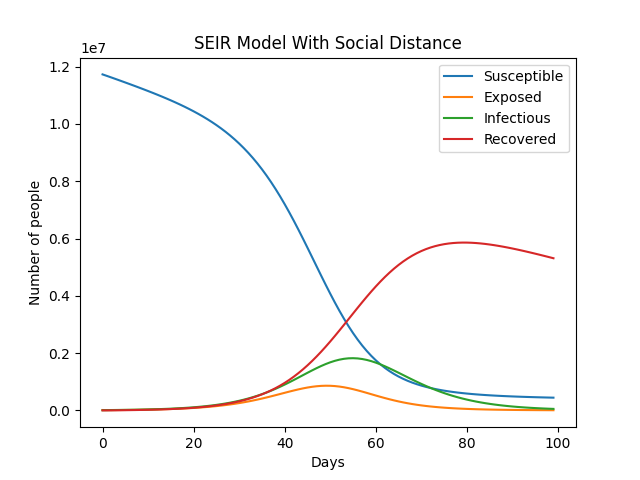 SEIR Model With Social Distance
1e7
1.2
1.0
0.8
0.6
0.4
0.2
0.0
Number of people
Susceptible
Exposed
Infectious
Recovered
0 20 40 60 80 100
Days